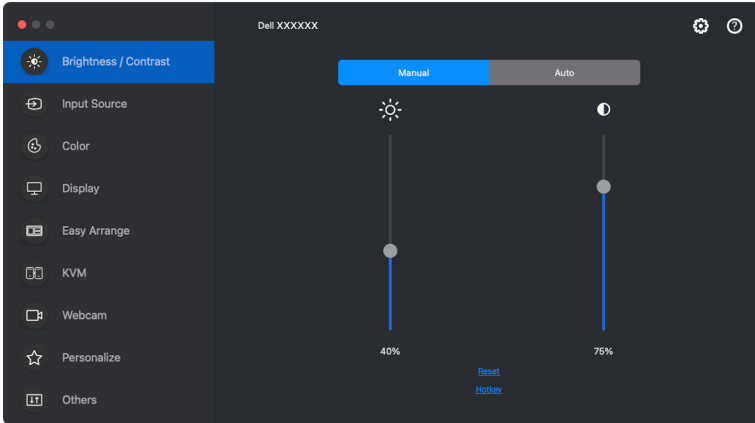 Dell XXXXXX
Brightness / Contrast
Input Source
Color
Display
Easy Arrange
KVM
Webcam
Personalize
Others
Manual Auto
40% 75%
Reset
Hotkey